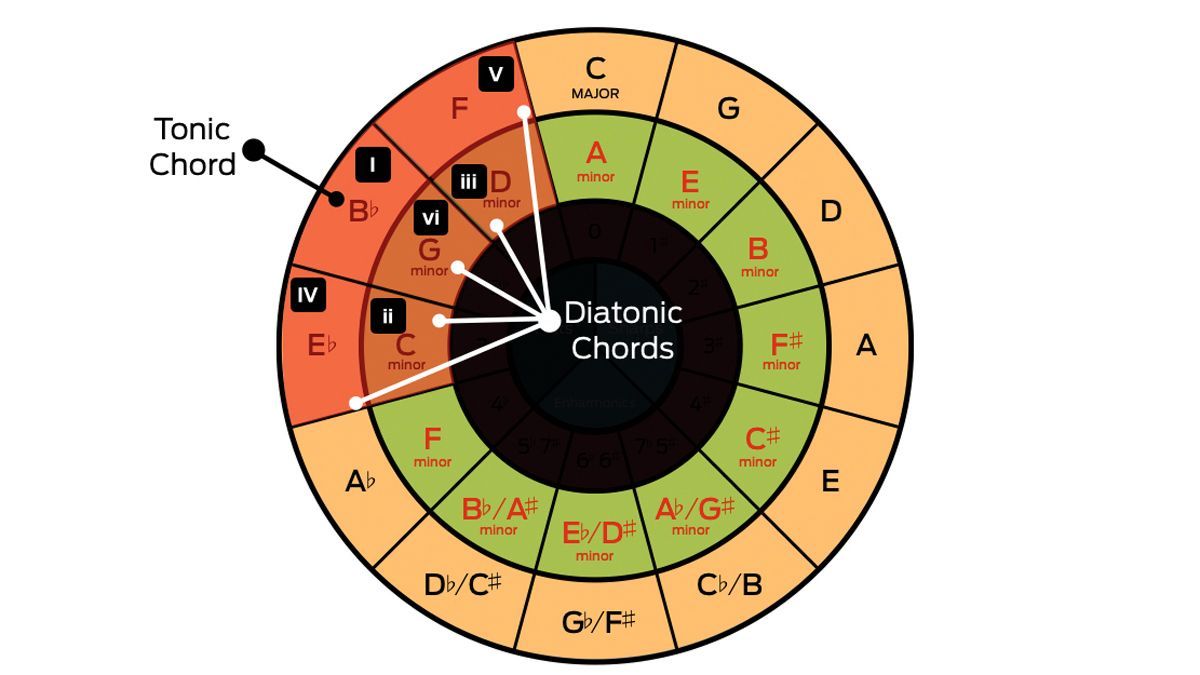 Tonic
Chord
V
F
C
MAJOR
G
I
B♭
iii
D
minor
A
minor
E
minor
D
vi
G
minor
B
minor
0
1♯
2♯
IV
E♭
ii
C
minor
Diatonic
Chords
3♯
F♯
minor
A
4♭
Enharmonics
4♯
F
minor
C♯
minor
5♭ 7♯
6♯
7♭ 5♯
A♭
E
B♭/A♯
minor
E♭/D♯
minor
A♭/G♯
minor
D♭/C♯
G♭/F♯
C♭/B